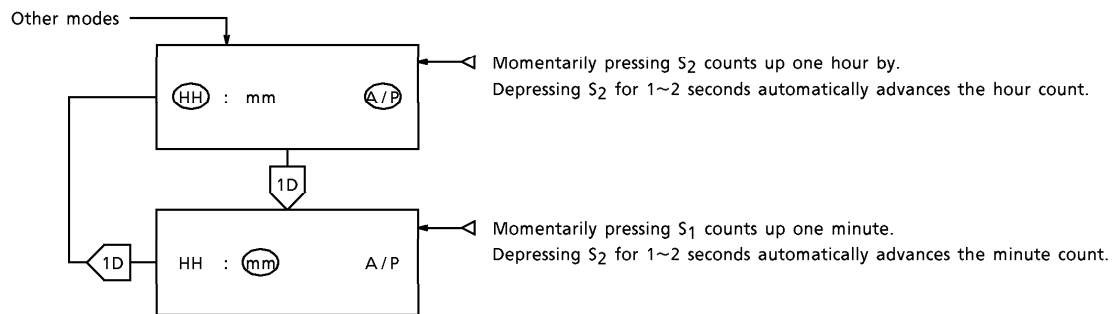 Other modes
Momentarily pressing S2 counts up one hour by.
HH : mm A/P
Depressing S2 for 1~2 seconds automatically advances the hour count.
1D
Momentarily pressing S1 counts up one minute.
1D HH : mm A/P
Depressing S2 for 1~2 seconds automatically advances the minute count.